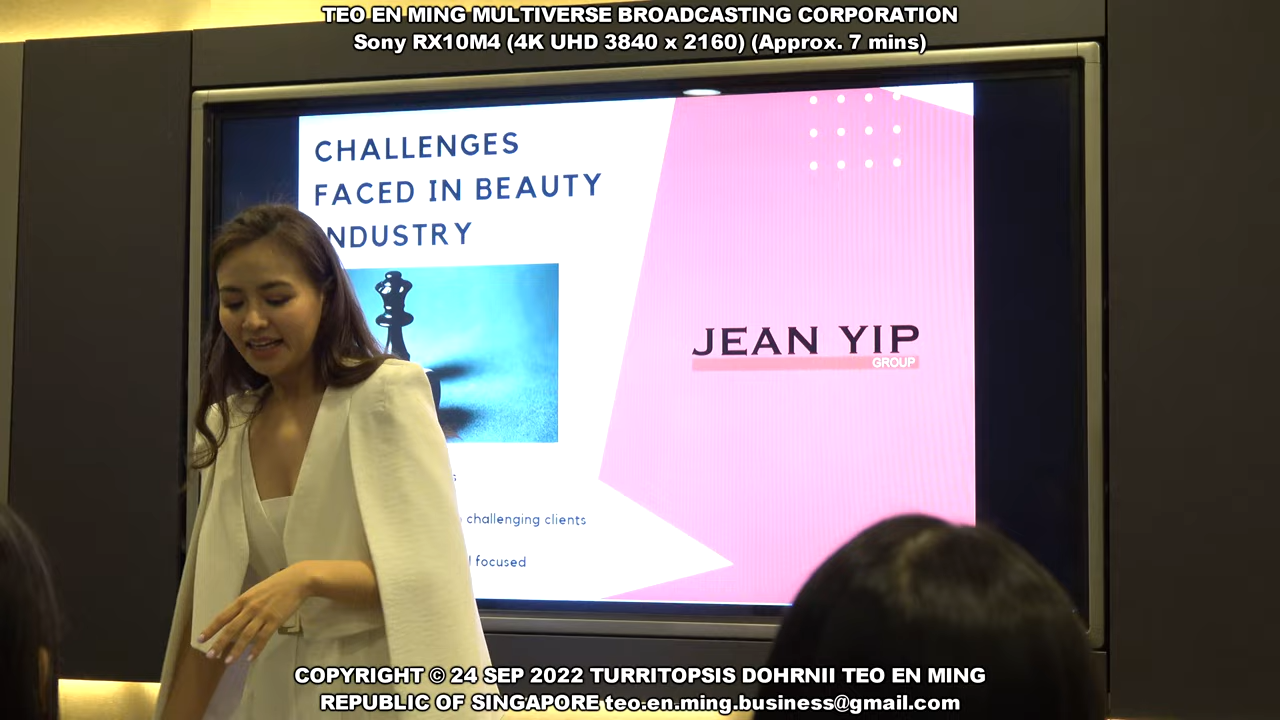 TEO EN MING MULTIVERSE BROADCASTING CORPORATION
Sony RX10M4 (4K UHD 3840 x 2160) (Approx. 7 mins)
CHALLENGES
FACED IN BEAUTY
INDUSTRY
JEAN YIP
GROUP
challenging clients
focused
COPYRIGHT © 24 SEP 2022 TURRITOPSIS DOHRNII TEO EN MING
REPUBLIC OF SINGAPORE teo.en.ming.business@gmail.com